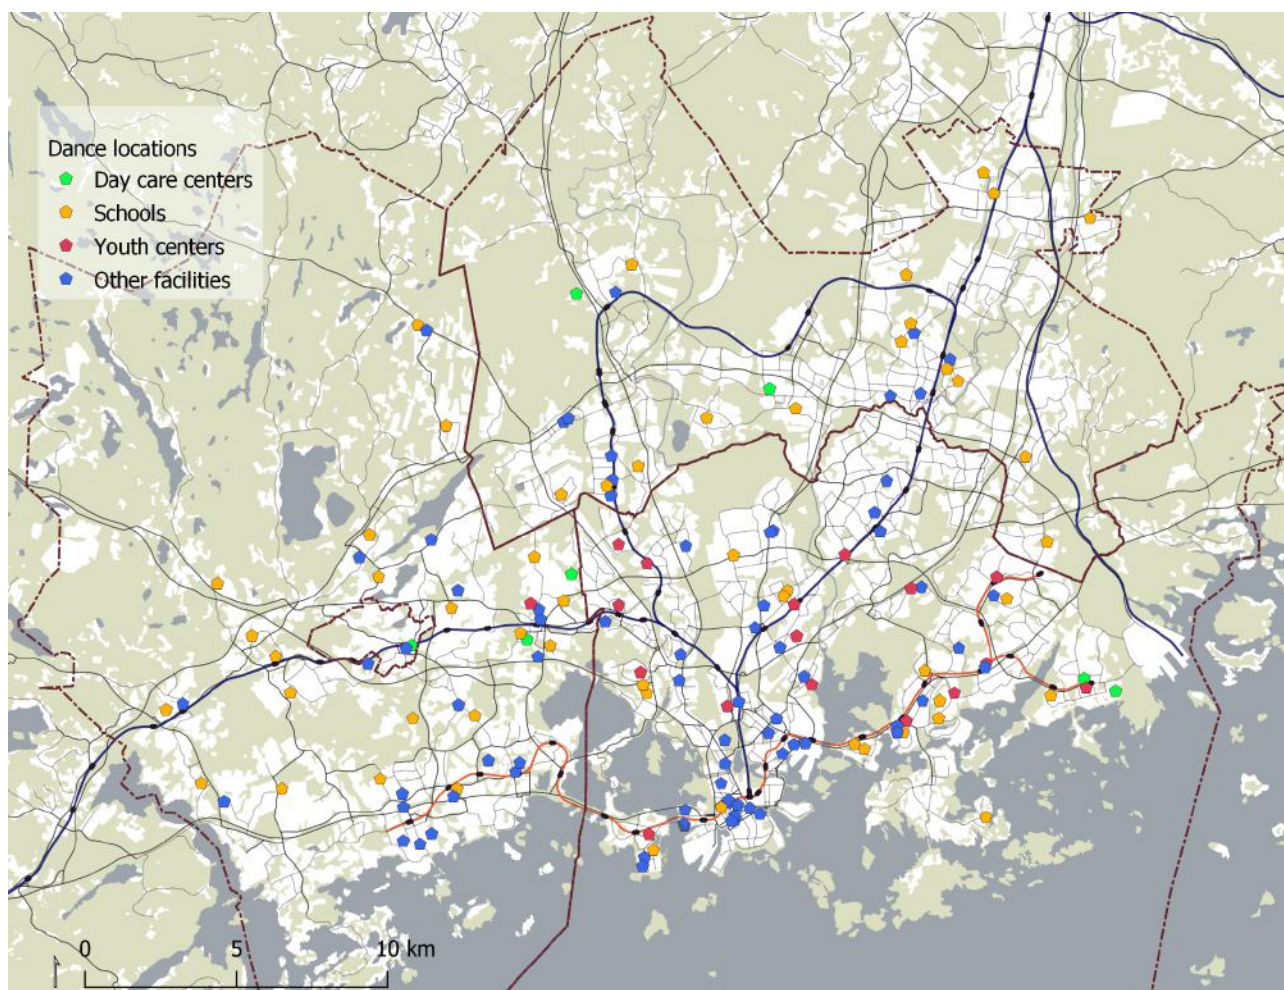 Dance locations
Day care centers
Schools
Youth centers
Other facilities
0 5 10 km